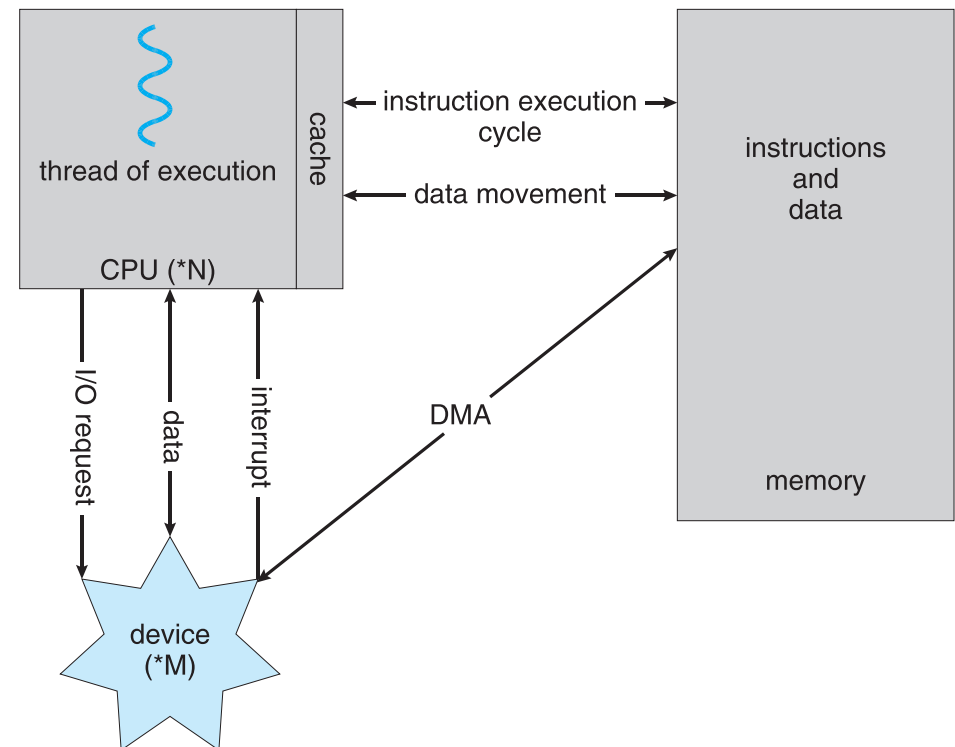 thread of execution
cache
CPU (*N)
instruction execution
cycle
data movement
instructions
and
data
memory
I/O request
data
interrupt
DMA
device
(*M)